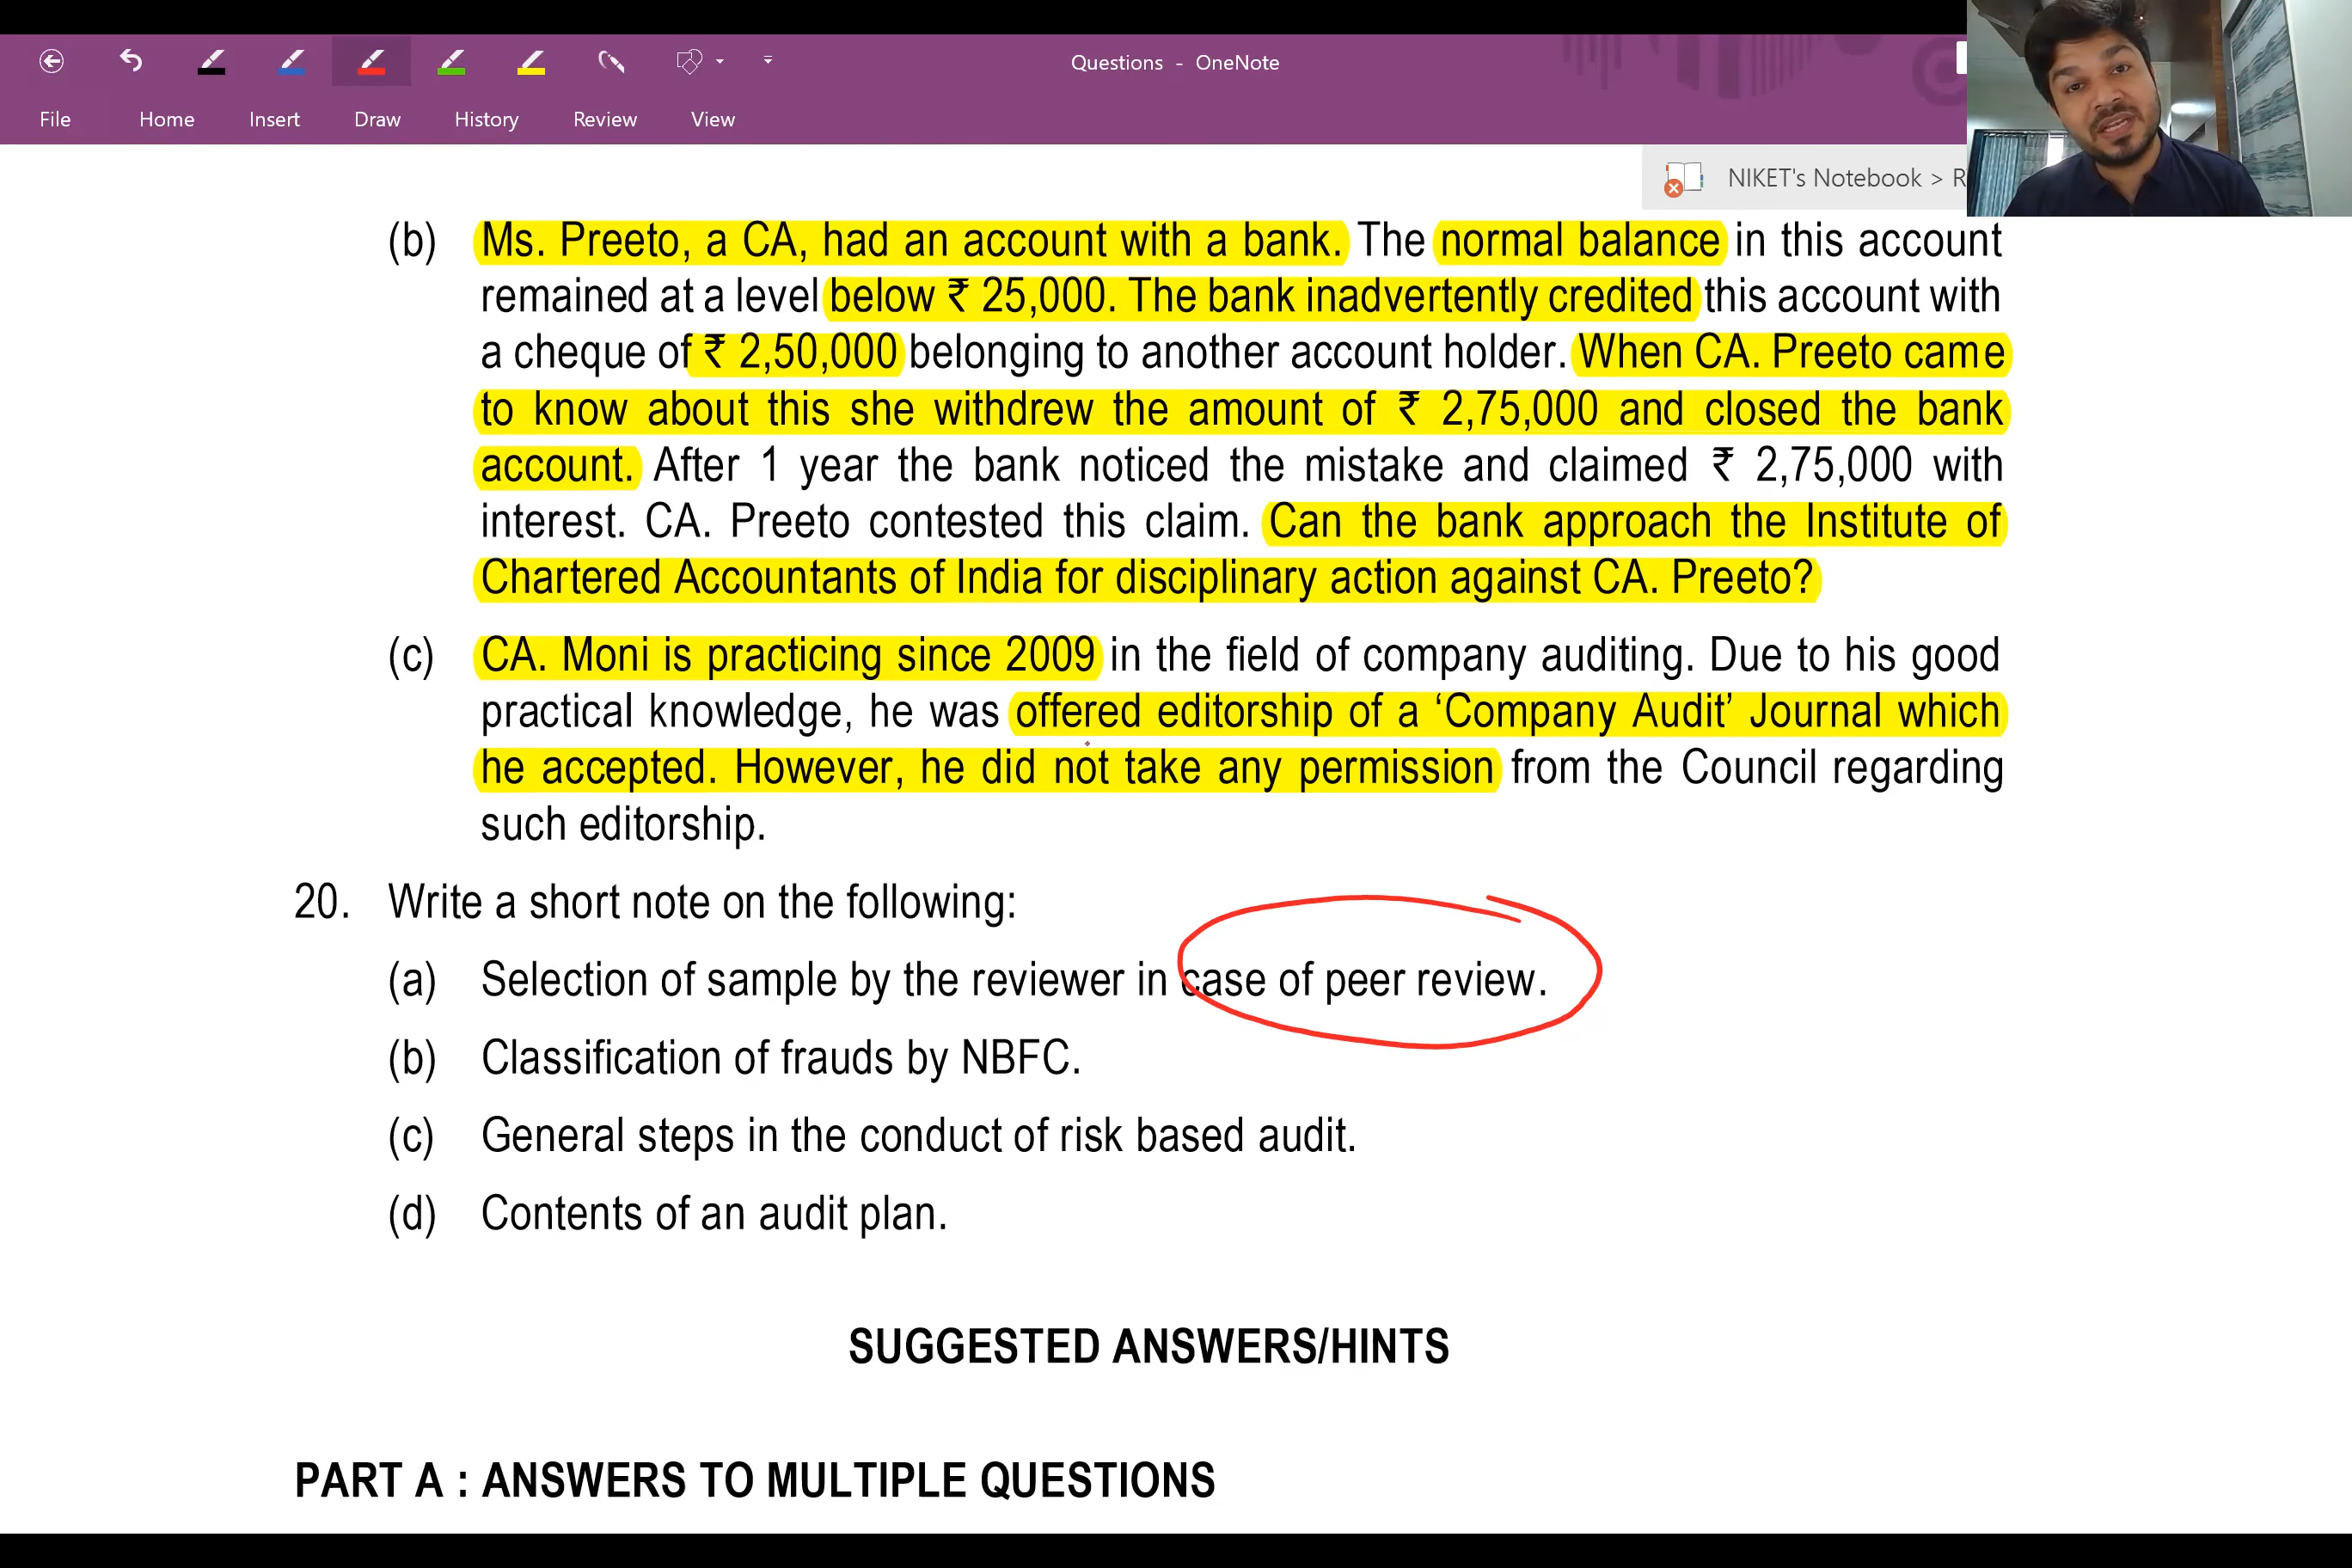 Questions - OneNote
File Home Insert Draw History Review View
NIKET's Notebook > R
(b) Ms. Preeto, a CA, had an account with a bank. The normal balance in this account
remained at a level below ₹ 25,000. The bank inadvertently credited this account with
a cheque of ₹ 2,50,000 belonging to another account holder. When CA. Preeto came
to know about this she withdrew the amount of ₹ 2,75,000 and closed the bank
account. After 1 year the bank noticed the mistake and claimed ₹ 2,75,000 with
interest. CA. Preeto contested this claim. Can the bank approach the Institute of
Chartered Accountants of India for disciplinary action against CA. Preeto?
(c) CA. Moni is practicing since 2009 in the field of company auditing. Due to his good
practical knowledge, he was offered editorship of a ‘Company Audit’ Journal which
he accepted. However, he did not take any permission from the Council regarding
such editorship.
20. Write a short note on the following:
(a) Selection of sample by the reviewer in case of peer review.
(b) Classification of frauds by NBFC.
(c) General steps in the conduct of risk based audit.
(d) Contents of an audit plan.
SUGGESTED ANSWERS/HINTS
PART A : ANSWERS TO MULTIPLE QUESTIONS